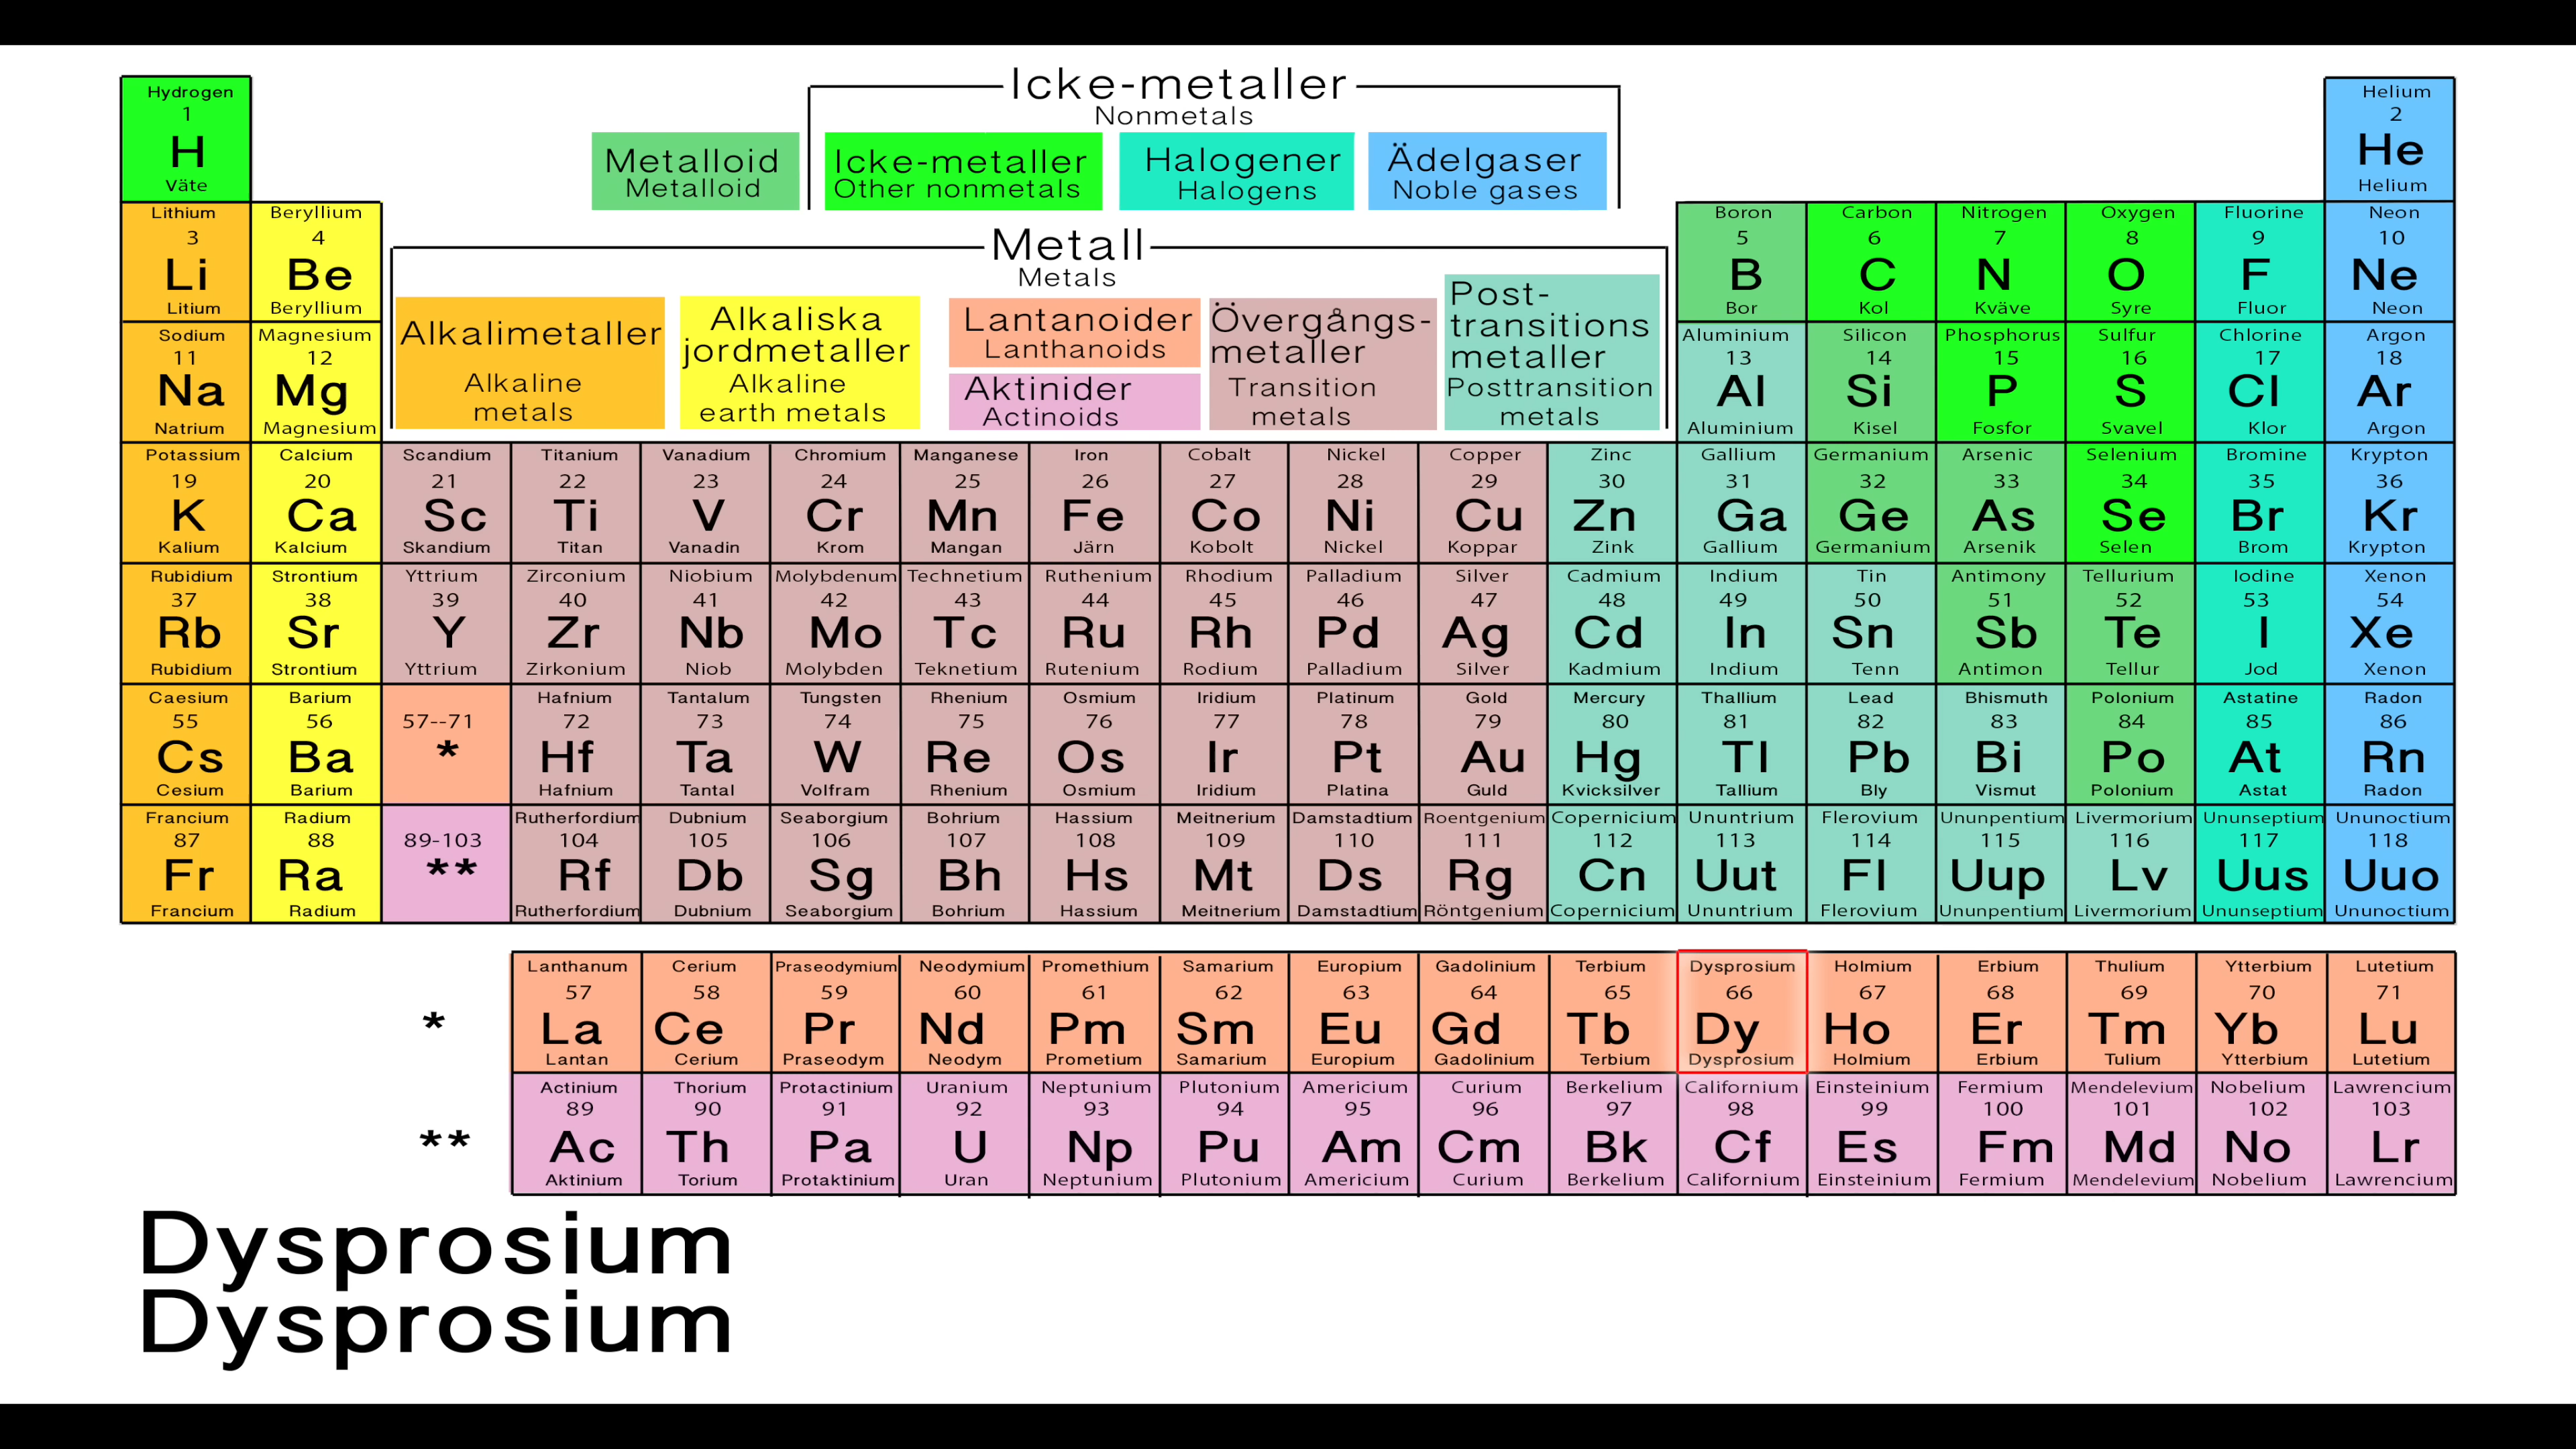 Icke-metaller
Nonmetals
Metalloid
Metalloid
Icke-metaller
Other nonmetals
Halogener
Halogens
Ädelgaser
Noble gases
Metall
Metals
Alkalimetaller
Alkaline
metals
Alkaliska
jordmetaller
Alkaline
earth metals
Lantanoider
Lanthanoids
Aktinider
Actinoids
Övergångs-
metaller
Transition
metals
Post-
transitions
metaller
Posttransition
metals
Hydrogen Helium
1 2
H He
Väte Helium
Lithium Beryllium Boron Carbon Nitrogen Oxygen Fluorine Neon
3 4 5 6 7 8 9 10
Li Be B C N O F Ne
Litium Beryllium Bor Kol Kväve Syre Fluor Neon
Sodium Magnesium Aluminium Silicon Phosphorus Sulfur Chlorine Argon
11 12 13 14 15 16 17 18
Na Mg Al Si P S Cl Ar
Natrium Magnesium Aluminium Kisel Fosfor Svavel Klor Argon
Potassium Calcium Scandium Titanium Vanadium Chromium Manganese Iron Cobalt Nickel Copper Zinc Gallium Germanium Arsenic Selenium Bromine Krypton
19 20 21 22 23 24 25 26 27 28 29 30 31 32 33 34 35 36
K Ca Sc Ti V Cr Mn Fe Co Ni Cu Zn Ga Ge As Se Br Kr
Kalium Kalcium Skandium Titan Vanadin Krom Mangan Järn Kobolt Nickel Koppar Zink Gallium Germanium Arsenik Selen Brom Krypton
Rubidium Strontium Yttrium Zirconium Niobium Molybdenum Technetium Ruthenium Rhodium Palladium Silver Cadmium Indium Tin Antimony Tellurium Iodine Xenon
37 38 39 40 41 42 43 44 45 46 47 48 49 50 51 52 53 54
Rb Sr Y Zr Nb Mo Tc Ru Rh Pd Ag Cd In Sn Sb Te I Xe
Rubidium Strontium Yttrium Zirkonium Niob Molybden Teknetium Rutenium Rodium Palladium Silver Kadmium Indium Tenn Antimon Tellur Jod Xenon
Caesium Barium Hafnium Tantalum Tungsten Rhenium Osmium Iridium Platinum Gold Mercury Thallium Lead Bhismuth Polonium Astatine Radon
55 56 57--71 72 73 74 75 76 77 78 79 80 81 82 83 84 85 86
Cs Ba * Hf Ta W Re Os Ir Pt Au Hg Tl Pb Bi Po At Rn
Cesium Barium Hafnium Tantal Volfram Rhenium Osmium Iridium Platina Guld Kvicksilver Tallium Bly Vismut Polonium Astat Radon
Francium Radium Rutherfordium Dubnium Seaborgium Bohrium Hassium Meitnerium Damstadtium Roentgenium Copernicium Ununtrium Flerovium Ununpentium Livermorium Ununseptium Ununoctium
87 88 89-103 104 105 106 107 108 109 110 111 112 113 114 115 116 117 118
Fr Ra ** Rf Db Sg Bh Hs Mt Ds Rg Cn Uut Fl Uup Lv Uus Uuo
Francium Radium Rutherfordium Dubnium Seaborgium Bohrium Hassium Meitnerium Damstadtium Röntgenium Copernicium Ununtrium Flerovium Ununpentium Livermorium Ununseptium Ununoctium
Lanthanum Cerium Praseodymium Neodymium Promethium Samarium Europium Gadolinium Terbium Dysprosium Holmium Erbium Thulium Ytterbium Lutetium
57 58 59 60 61 62 63 64 65 66 67 68 69 70 71
* La Ce Pr Nd Pm Sm Eu Gd Tb Dy Ho Er Tm Yb Lu
Lantan Cerium Praseodym Neodym Prometium Samarium Europium Gadolinium Terbium Dysprosium Holmium Erbium Tulium Ytterbium Lutetium
Actinium Thorium Protactinium Uranium Neptunium Plutonium Americium Curium Berkelium Californium Einsteinium Fermium Mendelevium Nobelium Lawrencium
89 90 91 92 93 94 95 96 97 98 99 100 101 102 103
** Ac Th Pa U Np Pu Am Cm Bk Cf Es Fm Md No Lr
Aktinium Torium Protaktinium Uran Neptunium Plutonium Americium Curium Berkelium Californium Einsteinium Fermium Mendelevium Nobelium Lawrencium
Dysprosium
Dysprosium